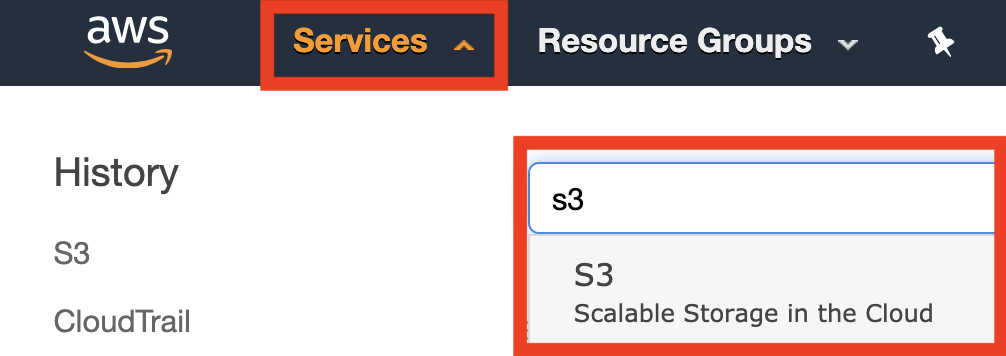 aws
Services
Resource Groups
History
S3
CloudTrail
s3
S3
Scalable Storage in the Cloud